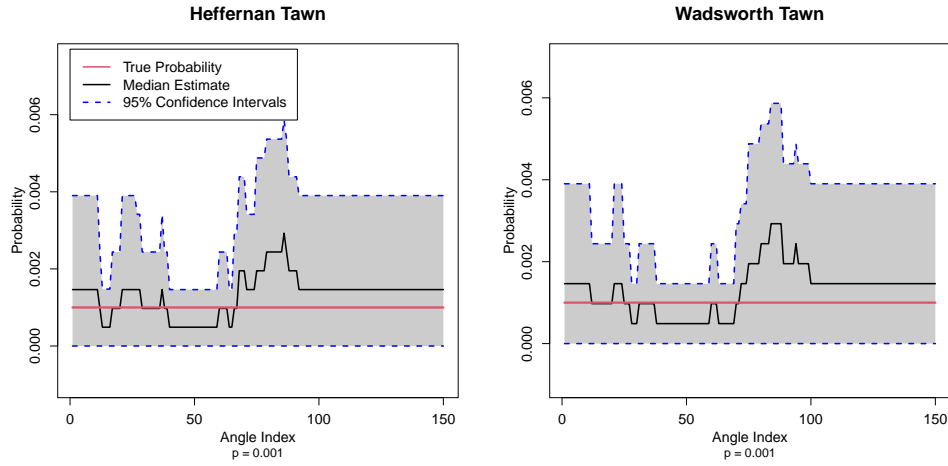 Heffernan Tawn
Wadsworth Tawn
True Probability
Median Estimate
95% Confidence Intervals
Probability
0.000
0.002
0.004
0.006
0
50
100
150
Angle Index
p = 0.001
Probability
0.000
0.002
0.004
0.006
0
50
100
150
Angle Index
p = 0.001